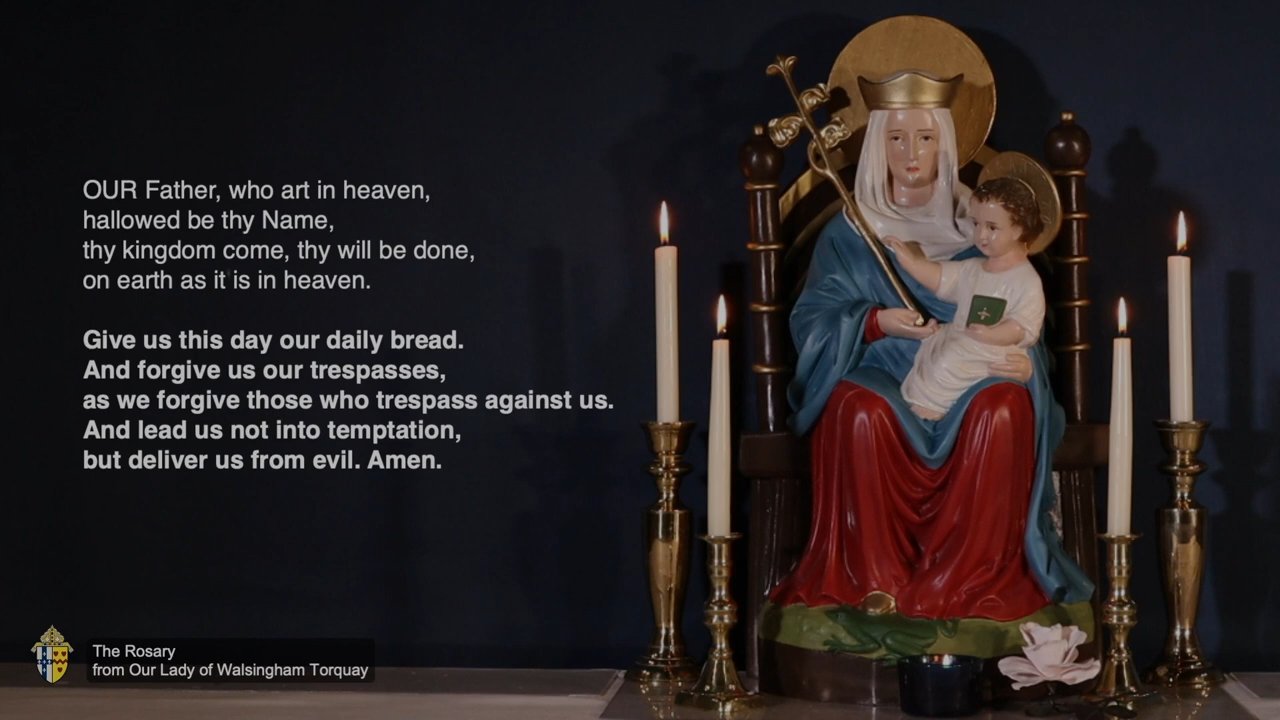 OUR Father, who art in heaven,
hallowed be thy Name,
thy kingdom come, thy will be done,
on earth as it is in heaven.
Give us this day our daily bread.
And forgive us our trespasses,
as we forgive those who trespass against us.
And lead us not into temptation,
but deliver us from evil. Amen.
The Rosary
from Our Lady of Walsingham Torquay